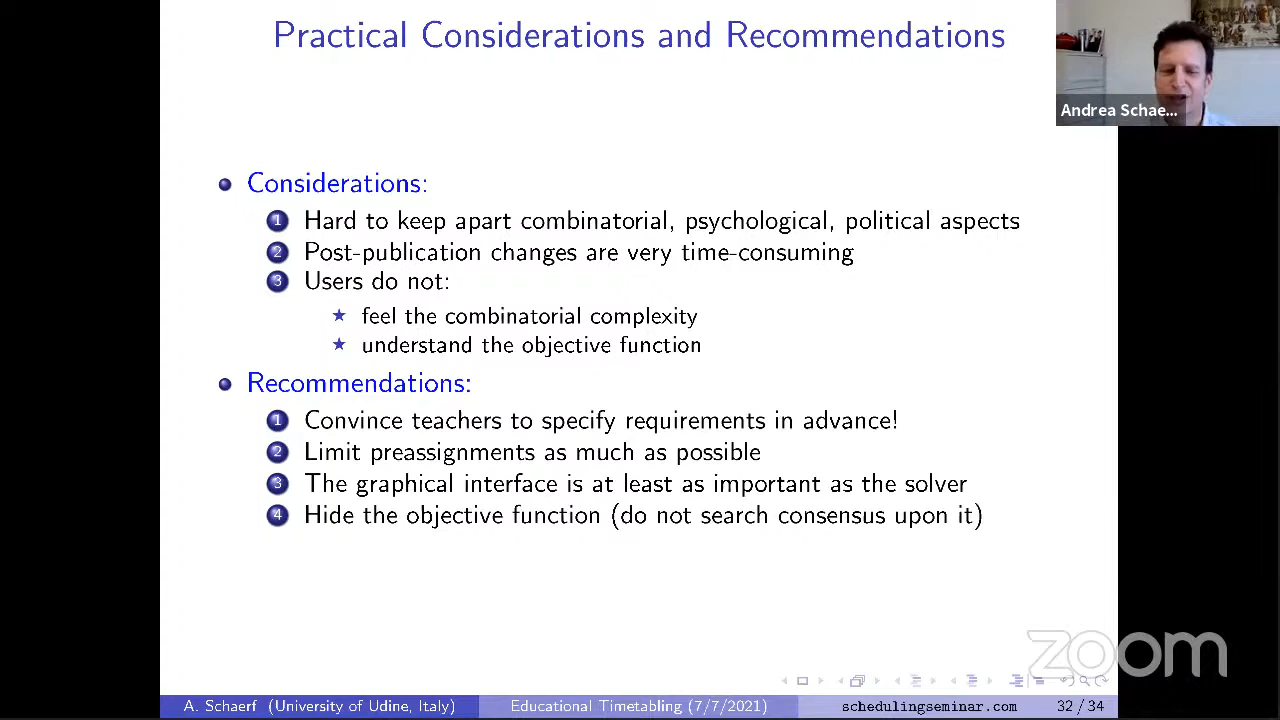 Practical Considerations and Recommendations
Andrea Schae...
Considerations:
1 Hard to keep apart combinatorial, psychological, political aspects
2 Post-publication changes are very time-consuming
3 Users do not:
feel the combinatorial complexity
understand the objective function
Recommendations:
1 Convince teachers to specify requirements in advance!
2 Limit preassignments as much as possible
3 The graphical interface is at least as important as the solver
4 Hide the objective function (do not search consensus upon it)
zoom
A. Schaerf (University of Udine, Italy) Educational Timetabling (7/7/2021) schedulingseminar.com 32 / 34